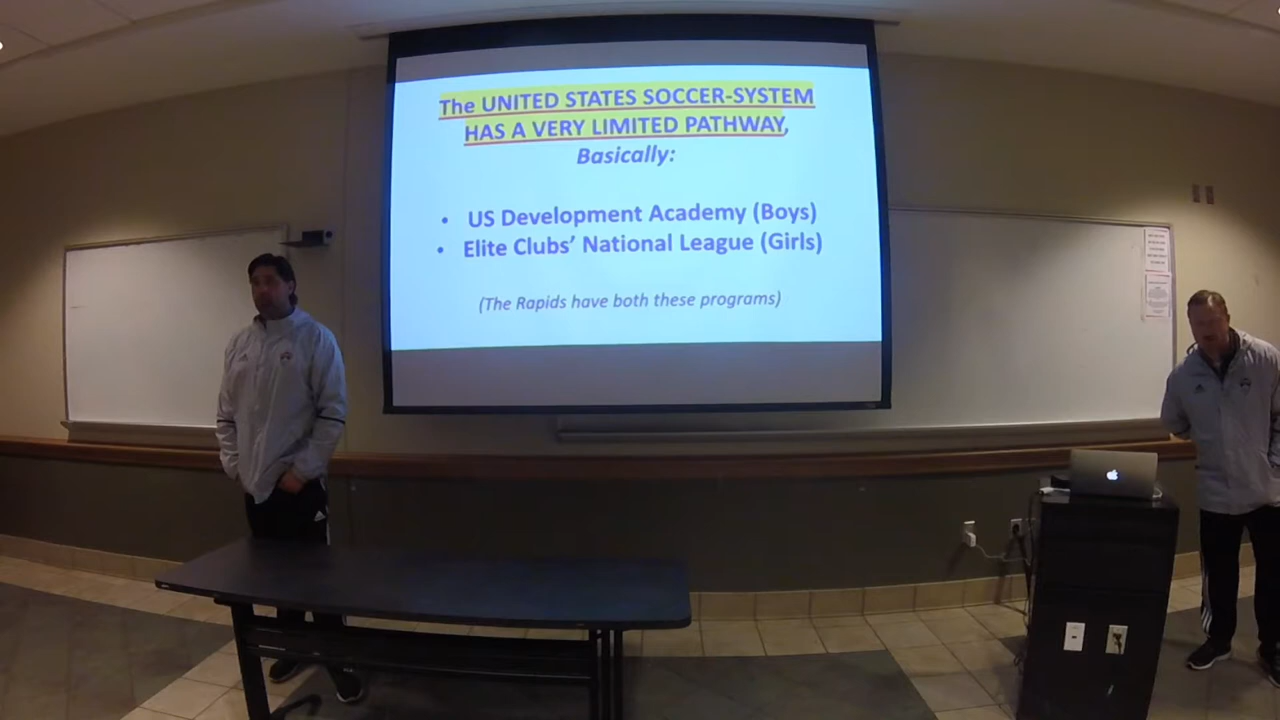 The UNITED STATES SOCCER-SYSTEM
HAS A VERY LIMITED PATHWAY,
Basically:
• US Development Academy (Boys)
• Elite Clubs’ National League (Girls)
(The Rapids have both these programs)